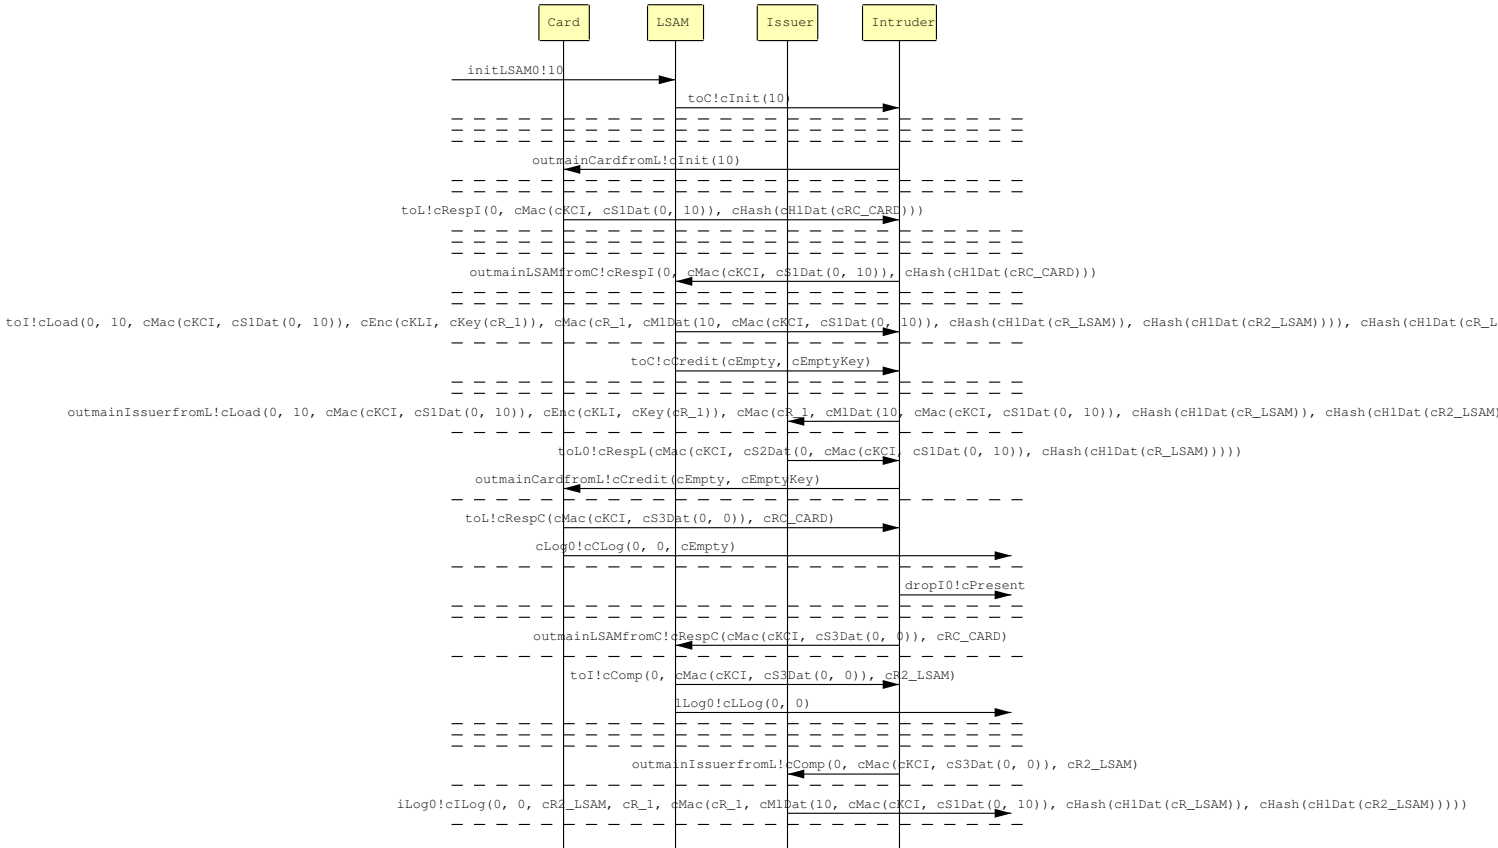 Card LSAM Issuer Intruder
initLSAM0!10
toC!cInit(10)
outmainCardfromL!cInit(10)
toL!cRespI(0, cMac(cKCI, cS1Dat(0, 10)), cHash(cH1Dat(cRC_CARD)))
outmainLSAMfromC!cRespI(0, cMac(cKCI, cS1Dat(0, 10)), cHash(cH1Dat(cRC_CARD)))
toI!cLoad(0, 10, cMac(cKCI, cS1Dat(0, 10)), cEnc(cKLI, cKey(cR_1)), cMac(cR_1, cM1Dat(10, cMac(cKCI, cS1Dat(0, 10)), cHash(cH1Dat(cR_LSAM)), cHash(cH1Dat(cR2_LSAM)))), cHash(cH1Dat(cR_L
toC!cCredit(cEmpty, cEmptyKey)
outmainIssuerfromL!cLoad(0, 10, cMac(cKCI, cS1Dat(0, 10)), cEnc(cKLI, cKey(cR_1)), cMac(cR_1, cM1Dat(10, cMac(cKCI, cS1Dat(0, 10)), cHash(cH1Dat(cR_LSAM)), cHash(cH1Dat(cR2_LSAM)
toL0!cRespL(cMac(cKCI, cS2Dat(0, cMac(cKCI, cS1Dat(0, 10)), cHash(cH1Dat(cR_LSAM)))))
outmainCardfromL!cCredit(cEmpty, cEmptyKey)
toL!cRespC(cMac(cKCI, cS3Dat(0, 0)), cRC_CARD)
cLog0!cCLog(0, 0, cEmpty)
dropI0!cPresent
outmainLSAMfromC!cRespC(cMac(cKCI, cS3Dat(0, 0)), cRC_CARD)
toI!cComp(0, cMac(cKCI, cS3Dat(0, 0)), cR2_LSAM)
lLog0!cLLog(0, 0)
outmainIssuerfromL!cComp(0, cMac(cKCI, cS3Dat(0, 0)), cR2_LSAM)
iLog0!cILog(0, 0, cR2_LSAM, cR_1, cMac(cR_1, cM1Dat(10, cMac(cKCI, cS1Dat(0, 10)), cHash(cH1Dat(cR_LSAM)), cHash(cH1Dat(cR2_LSAM)))))